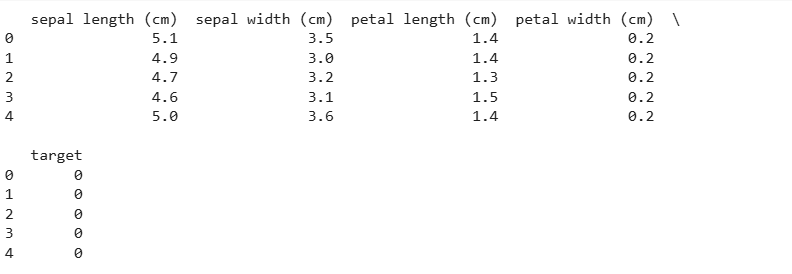 sepal length (cm)  sepal width (cm)  petal length (cm)  petal width (cm)  \
0                5.1               3.5                1.4               0.2
1                4.9               3.0                1.4               0.2
2                4.7               3.2                1.3               0.2
3                4.6               3.1                1.5               0.2
4                5.0               3.6                1.4               0.2

   target
0       0
1       0
2       0
3       0
4       0